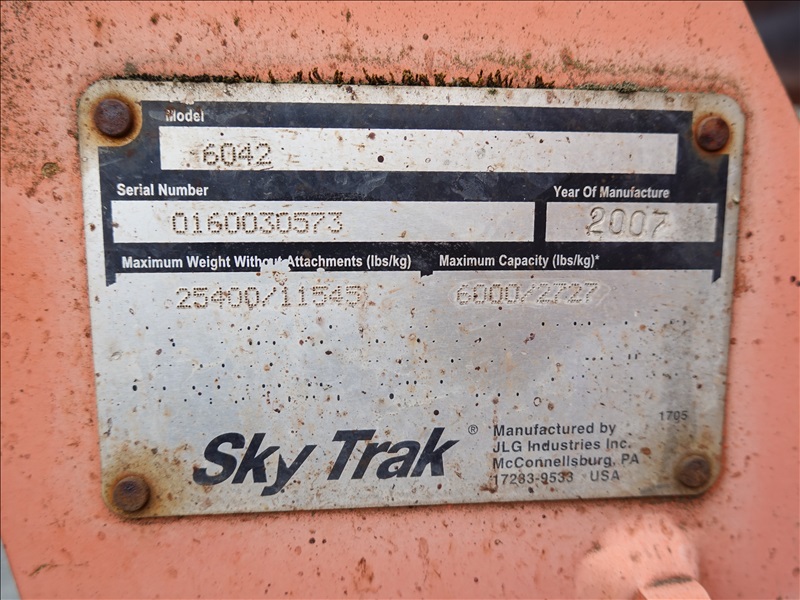 Model
6042
Serial Number Year Of Manufacture
0160030573 2007
Maximum Weight Without Attachments (lbs/kg) Maximum Capacity (lbs/kg)*
25400/11545 6000/2727
1705
Sky Trak ® Manufactured by
JLG Industries Inc.
McConnellsburg, PA
17233-9533 USA